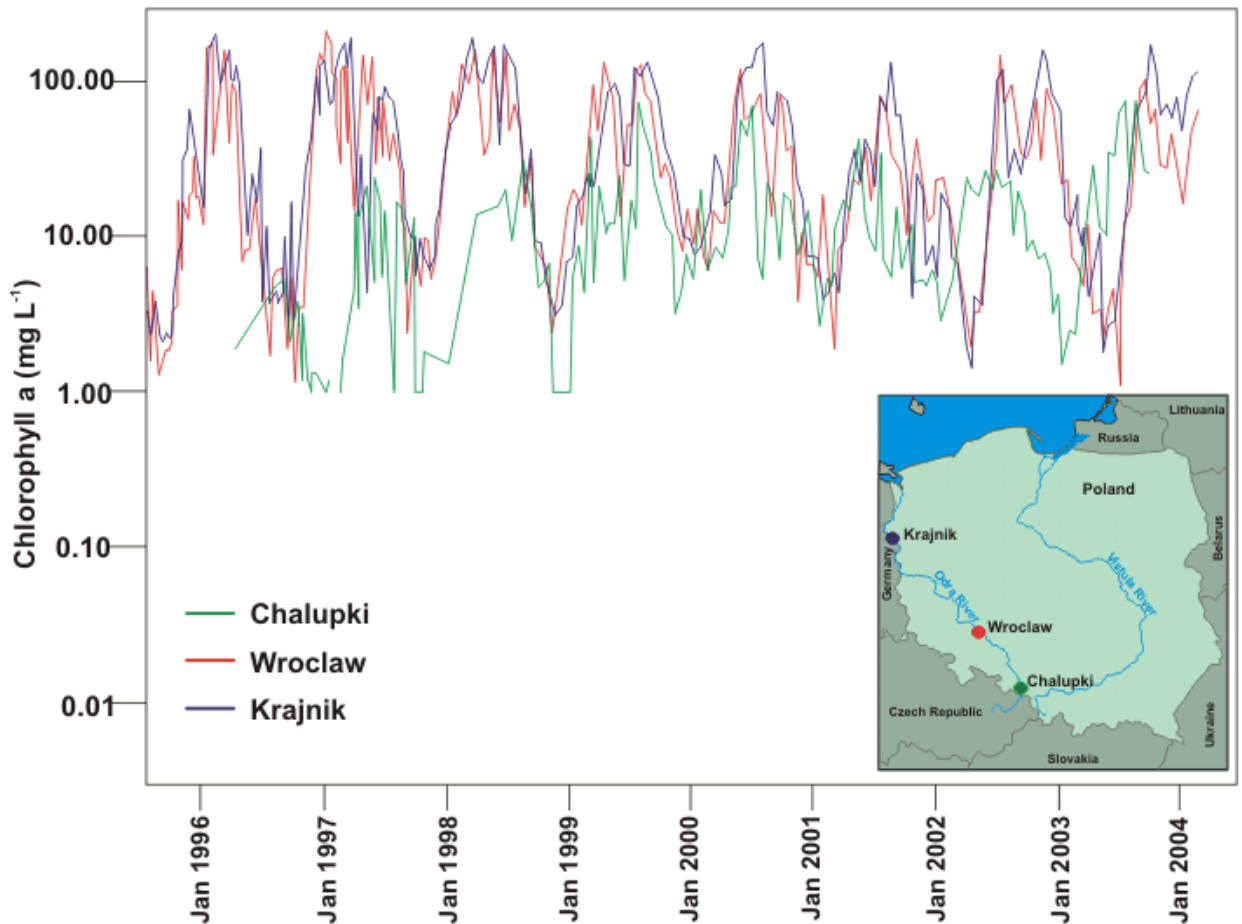 Chlorophyll a (mg L-1)
100.00
10.00
1.00
0.10
0.01
Chalupki
Wroclaw
Krajnik
Jan 1996
Jan 1997
Jan 1998
Jan 1999
Jan 2000
Jan 2001
Jan 2002
Jan 2003
Jan 2004
Lithuania
Russia
Poland
Belarus
Krajnik
Germany
Odra River
Vistula River
Wroclaw
Chalupki
Czech Republic
Ukraine
Slovakia